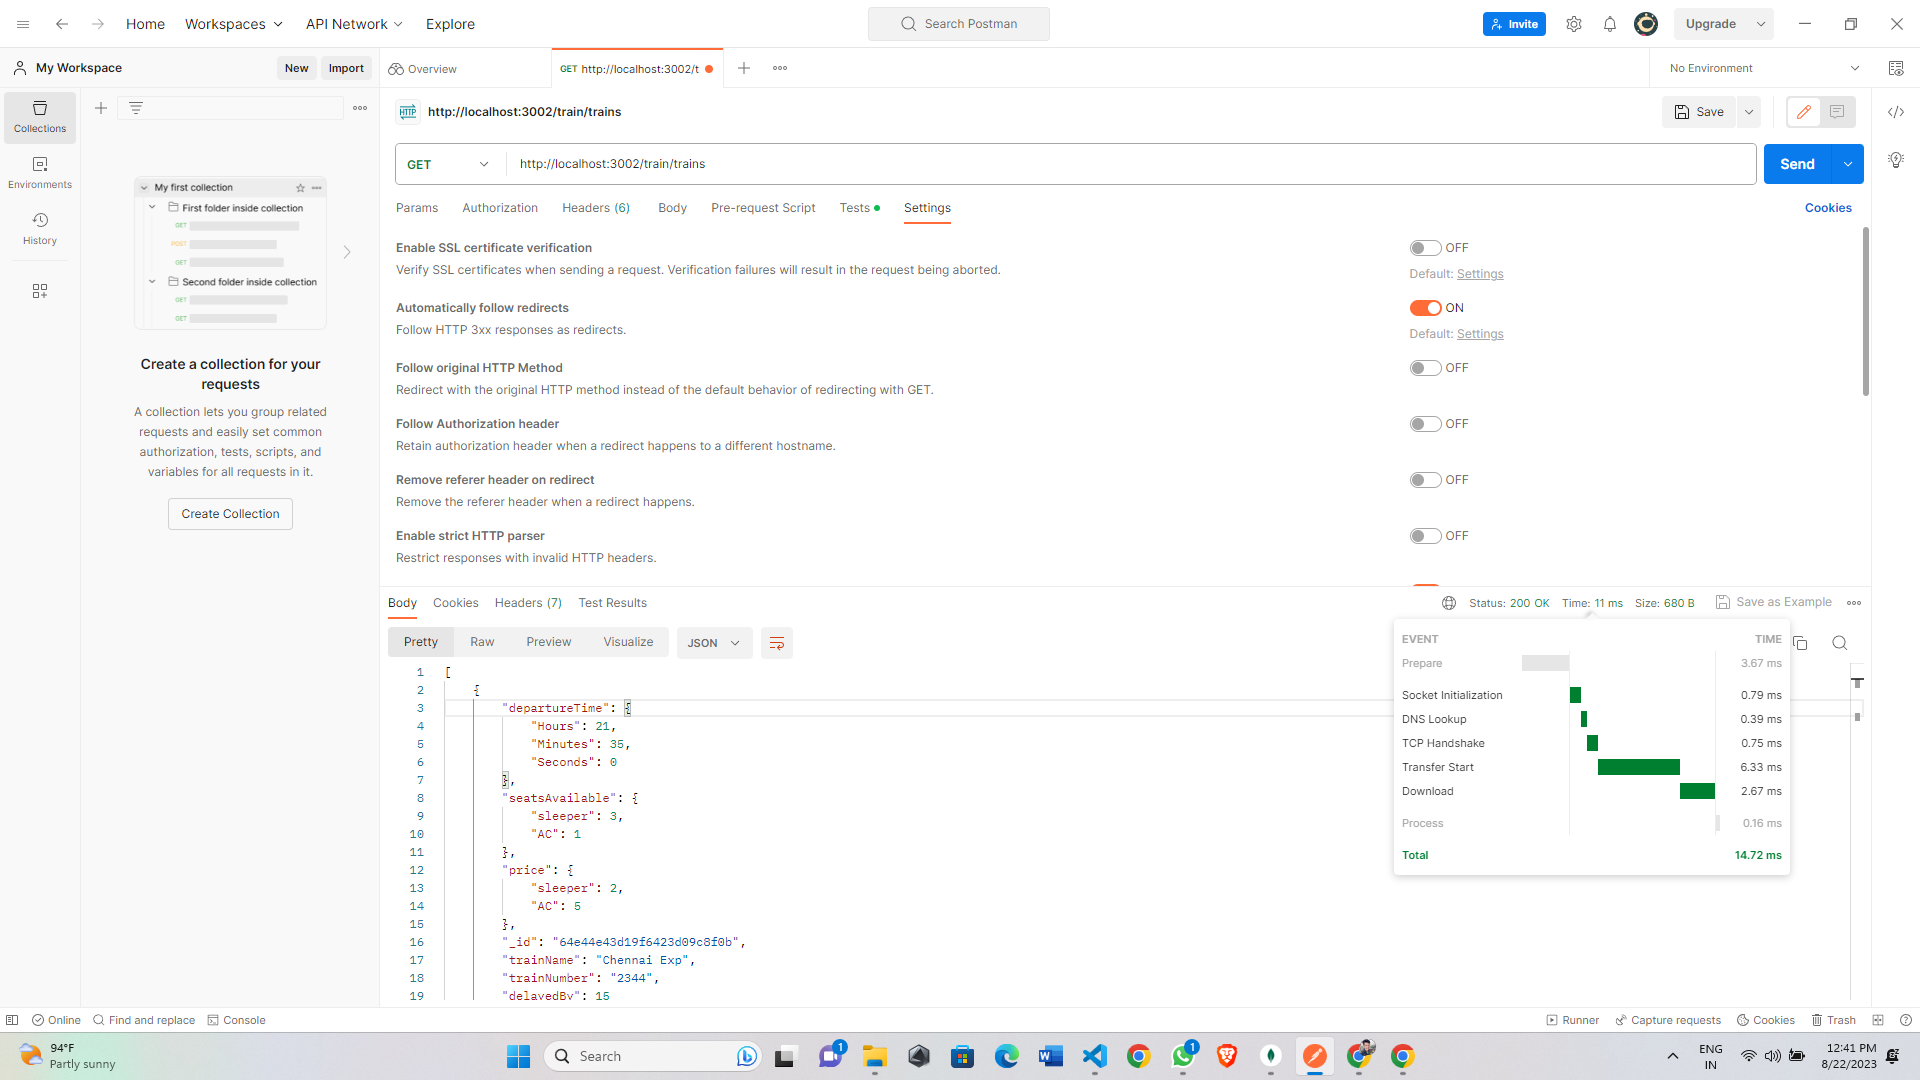 Home
Workspaces
API Network
Explore
Search Postman
Invite
Upgrade
My Workspace
New
Import
Overview
GET http://localhost:3002/t
No Environment
Collections
Environments
History
My first collection
First folder inside collection
GET
POST
GET
Second folder inside collection
GET
GET
Create a collection for your
requests
A collection lets you group related
requests and easily set common
authorization, tests, scripts, and
variables for all requests in it.
Create Collection
HTTP
http://localhost:3002/train/trains
Save
GET
http://localhost:3002/train/trains
Send
Params
Authorization
Headers (6)
Body
Pre-request Script
Tests
Settings
Cookies
Enable SSL certificate verification
Verify SSL certificates when sending a request. Verification failures will result in the request being aborted.
OFF
Default: Settings
Automatically follow redirects
Follow HTTP 3xx responses as redirects.
ON
Default: Settings
Follow original HTTP Method
Redirect with the original HTTP method instead of the default behavior of redirecting with GET.
OFF
Follow Authorization header
Retain authorization header when a redirect happens to a different hostname.
OFF
Remove referer header on redirect
Remove the referer header when a redirect happens.
OFF
Enable strict HTTP parser
Restrict responses with invalid HTTP headers.
OFF
Body
Cookies
Headers (7)
Test Results
Status: 200 OK
Time: 11 ms
Size: 680 B
Save as Example
Pretty
Raw
Preview
Visualize
JSON
1 [
2 {
3 "departureTime": {
4 "Hours": 21,
5 "Minutes": 35,
6 "Seconds": 0
7 },
8 "seatsAvailable": {
9 "sleeper": 3,
10 "AC": 1
11 },
12 "price": {
13 "sleeper": 2,
14 "AC": 5
15 },
16 "_id": "64e44e43d19f6423d09c8f0b",
17 "trainName": "Chennai Exp",
18 "trainNumber": "2344",
19 "delayedBy": 15
EVENT TIME
Prepare 3.67 ms
Socket Initialization 0.79 ms
DNS Lookup 0.39 ms
TCP Handshake 0.75 ms
Transfer Start 6.33 ms
Download 2.67 ms
Process 0.16 ms
Total 14.72 ms
Online
Find and replace
Console
Runner
Capture requests
Cookies
Trash
94°F
Partly sunny
Search
1
1
ENG
IN
12:41 PM
8/22/2023